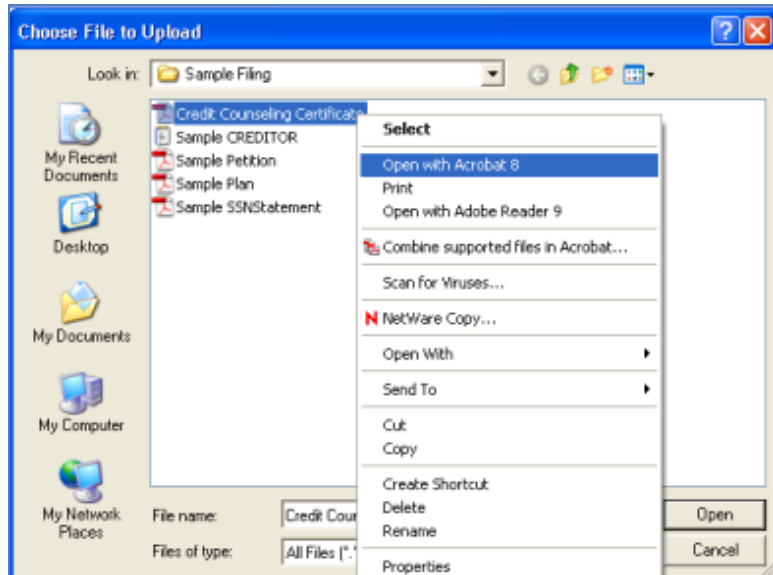 Choose File to Upload
Look in: Sample Filing
My Recent
Documents
Desktop
My Documents
My Computer
My Network
Places
Credit Counseling Certificate
Sample CREDITOR
Sample Petition
Sample Plan
Sample SSNStatement
Select
Open with Acrobat 8
Print
Open with Adobe Reader 9
Combine supported files in Acrobat...
Scan for Viruses...
NetWare Copy...
Open With
Send To
Cut
Copy
Create Shortcut
Delete
Rename
Properties
File name: Credit Cour
Open
Files of type: All Files (*.*
Cancel